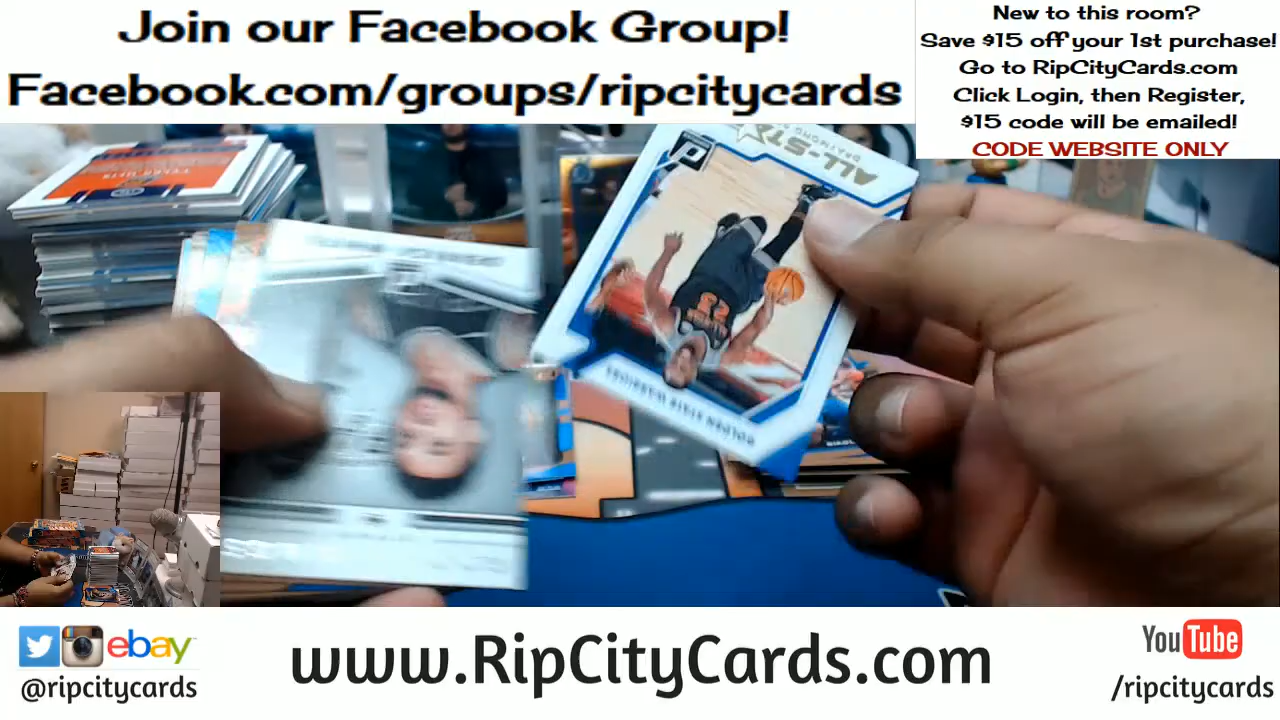 Join our Facebook Group!
Facebook.com/groups/ripcitycards
New to this room?
Save $15 off your 1st purchase!
Go to RipCityCards.com
Click Login, then Register,
$15 code will be emailed!
CODE WEBSITE ONLY
ALL-STARS
DRAYMOND
GOLDEN STATE WARRIORS
ebay
@ripcitycards
www.RipCityCards.com
YouTube
/ripcitycards